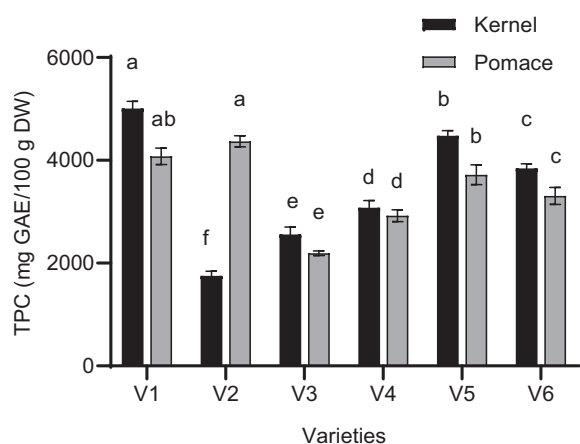 Kernel
Pomace
TPC (mg GAE/100 g DW)
6000
4000
2000
0
a
ab
f
a
e
e
d
d
b
b
c
c
V1 V2 V3 V4 V5 V6
Varieties